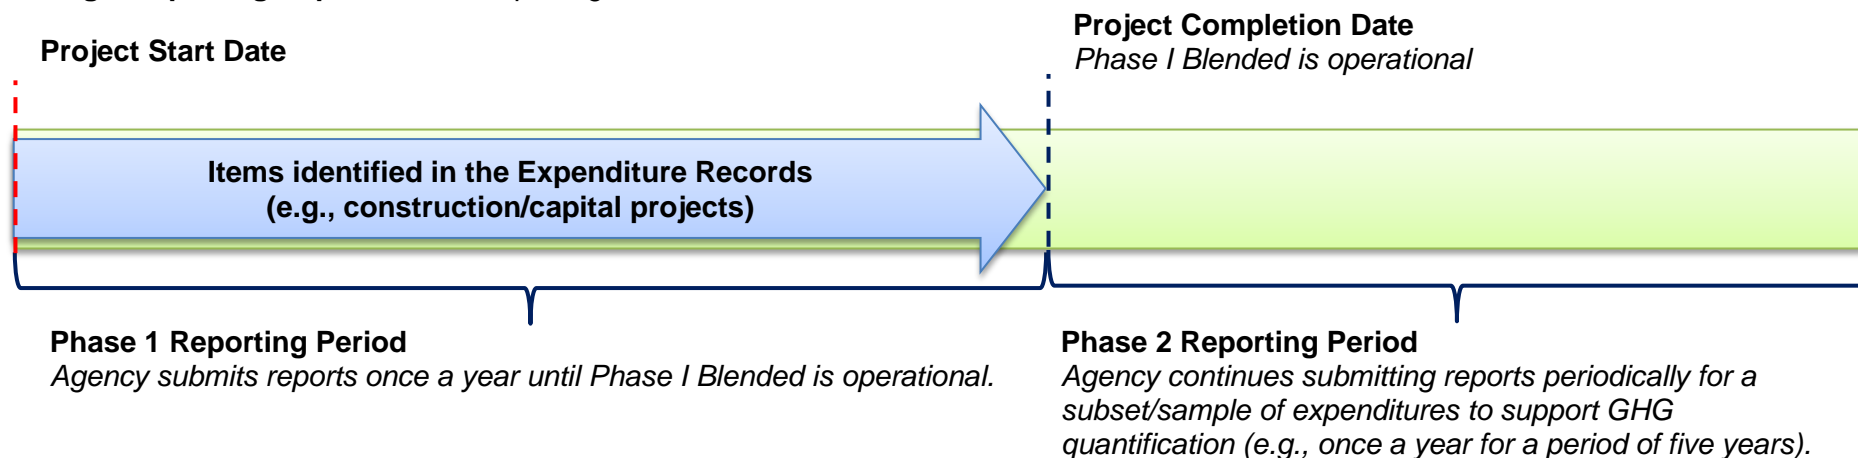 Project Start Date
Project Completion Date
Phase I Blended is operational
Items identified in the Expenditure Records
(e.g., construction/capital projects)
Phase 1 Reporting Period
Agency submits reports once a year until Phase I Blended is operational.
Phase 2 Reporting Period
Agency continues submitting reports periodically for a
subset/sample of expenditures to support GHG
quantification (e.g., once a year for a period of five years).